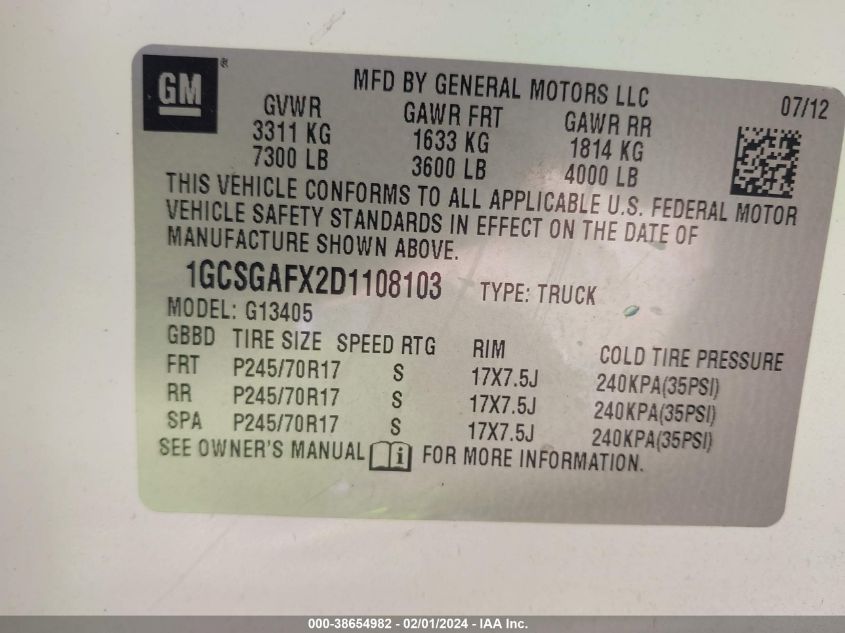 GM®
MFD BY GENERAL MOTORS LLC 07/12
GVWR GAWR FRT GAWR RR
3311 KG 1633 KG 1814 KG
7300 LB 3600 LB 4000 LB
THIS VEHICLE CONFORMS TO ALL APPLICABLE U.S. FEDERAL MOTOR
VEHICLE SAFETY STANDARDS IN EFFECT ON THE DATE OF
MANUFACTURE SHOWN ABOVE.
1GCSGAFX2D1108103 TYPE: TRUCK
MODEL: G13405
GBBD TIRE SIZE SPEED RTG RIM COLD TIRE PRESSURE
FRT P245/70R17 S 17X7.5J 240KPA(35PSI)
RR P245/70R17 S 17X7.5J 240KPA(35PSI)
SPA P245/70R17 S 17X7.5J 240KPA(35PSI)
SEE OWNER'S MANUAL i FOR MORE INFORMATION.
000-38654982 - 02/01/2024 - IAA Inc.